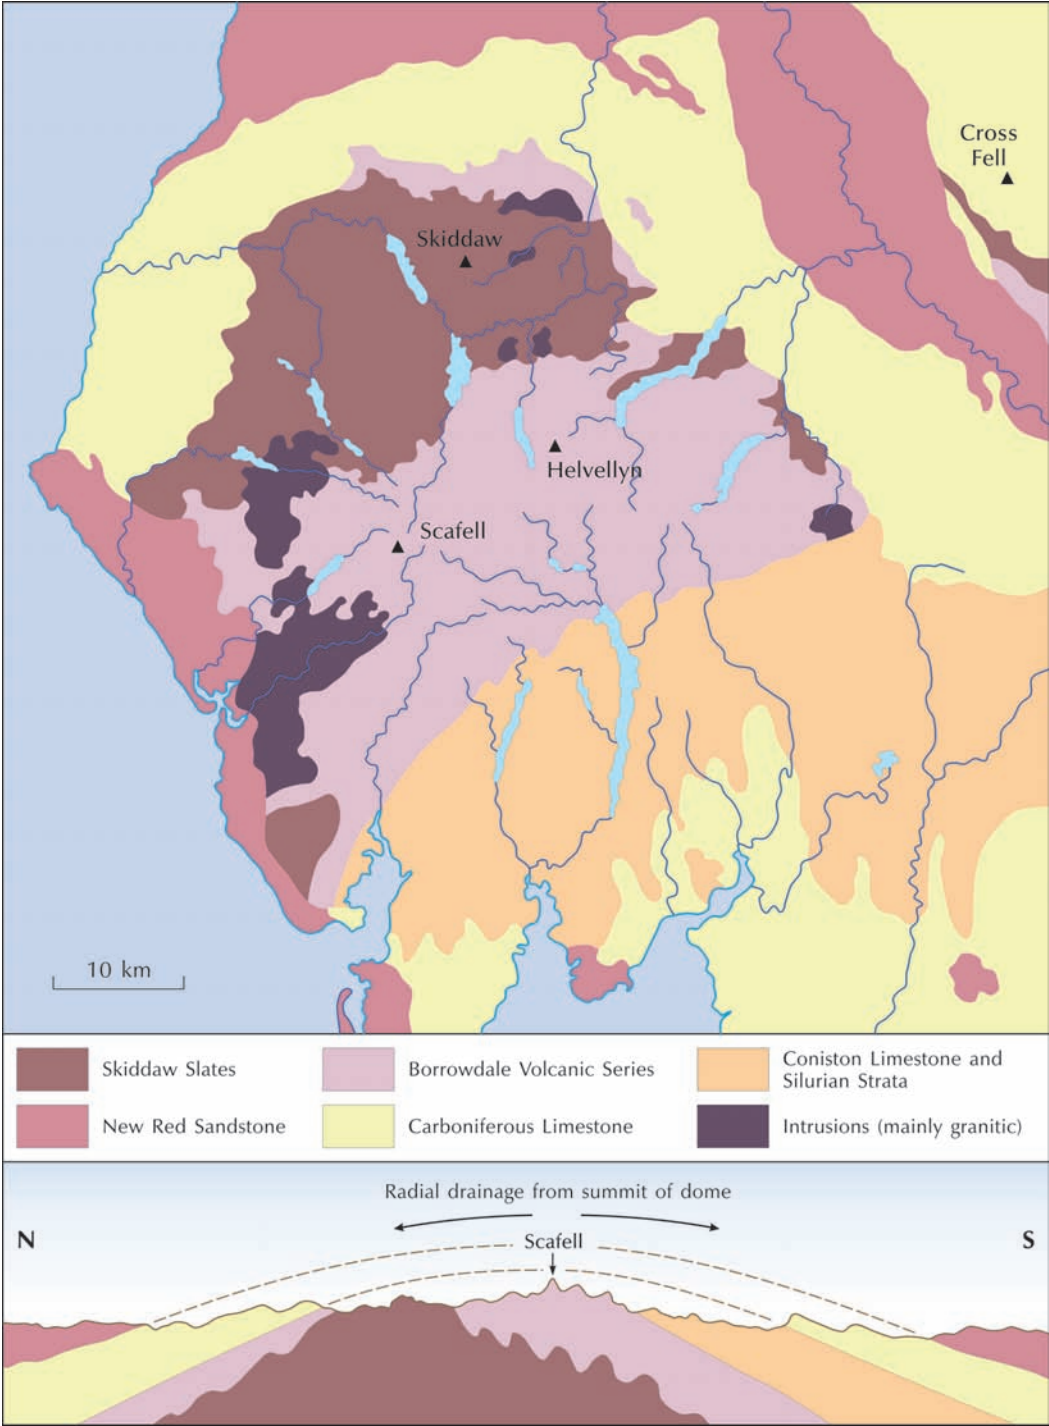 Cross
Fell
Skiddaw
Helvellyn
Scafell
10 km
Skiddaw Slates
Borrowdale Volcanic Series
Coniston Limestone and
Silurian Strata
New Red Sandstone
Carboniferous Limestone
Intrusions (mainly granitic)
Radial drainage from summit of dome
N
Scafell
S